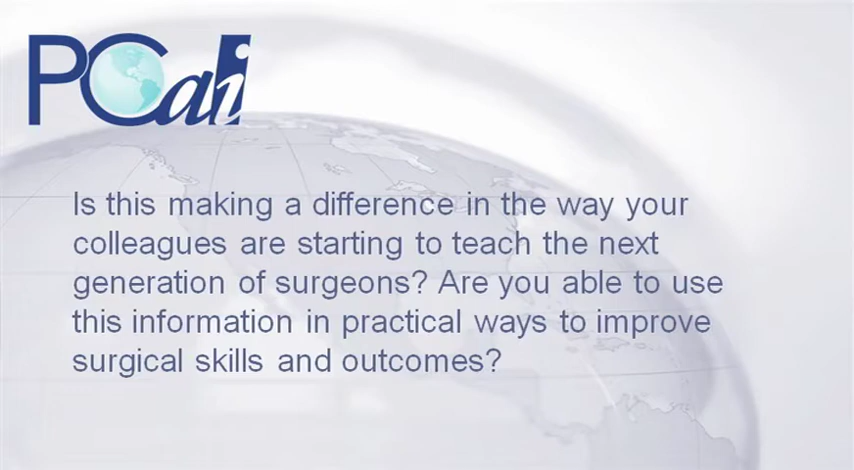 PCai
Is this making a difference in the way your
colleagues are starting to teach the next
generation of surgeons? Are you able to use
this information in practical ways to improve
surgical skills and outcomes?